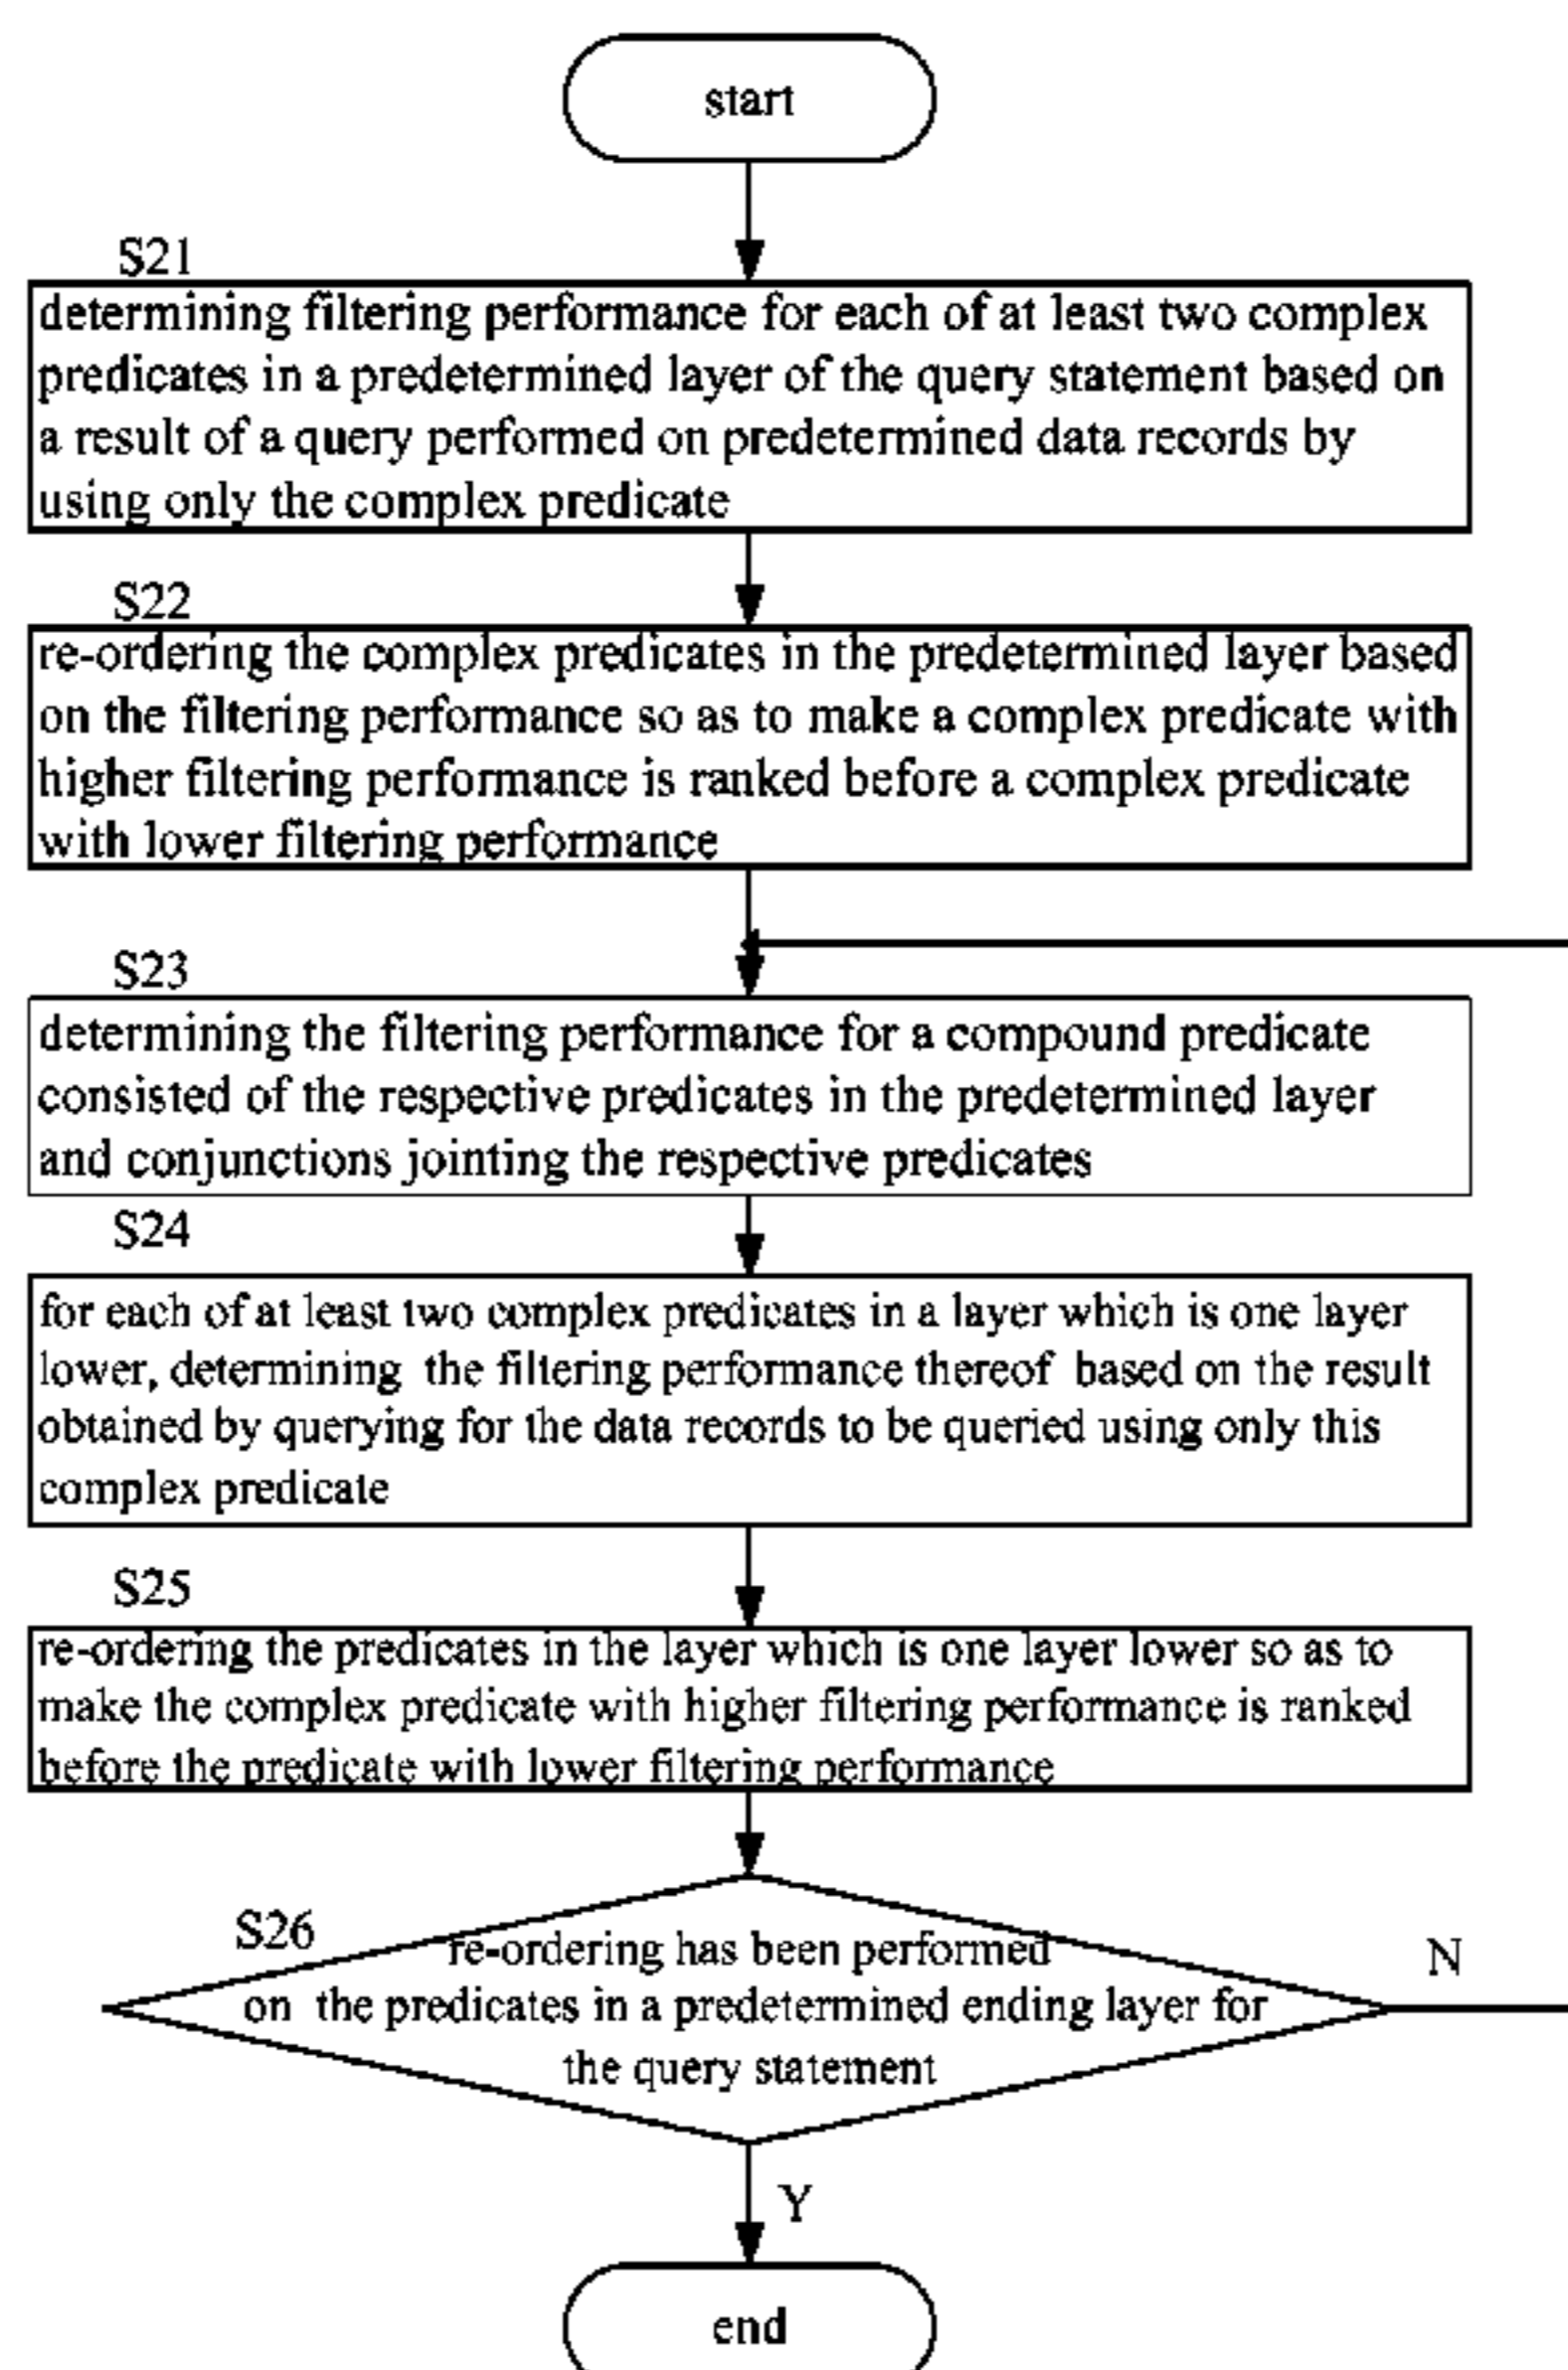 start
S21
determining filtering performance for each of at least two complex
predicates in a predetermined layer of the query statement based on
a result of a query performed on predetermined data records by
using only the complex predicate
S22
re-ordering the complex predicates in the predetermined layer based
on the filtering performance so as to make a complex predicate with
higher filtering performance is ranked before a complex predicate
with lower filtering performance
S23
determining the filtering performance for a compound predicate
consisted of the respective predicates in the predetermined layer
and conjunctions jointing the respective predicates
S24
for each of at least two complex predicates in a layer which is one layer
lower, determining the filtering performance thereof based on the result
obtained by querying for the data records to be queried using only this
complex predicate
S25
re-ordering the predicates in the layer which is one layer lower so as to
make the complex predicate with higher filtering performance is ranked
before the predicate with lower filtering performance
S26
re-ordering has been performed
on the predicates in a predetermined ending layer for
the query statement
N
Y
end